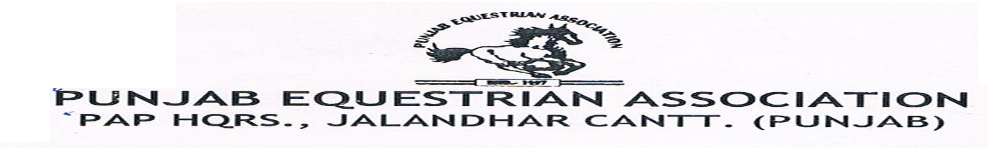 PUNJAB EQUESTRIAN ASSOCIATION
PUNJAB EQUESTRIAN ASSOCIATION
PAP HQRS., JALANDHAR CANTT. (PUNJAB)